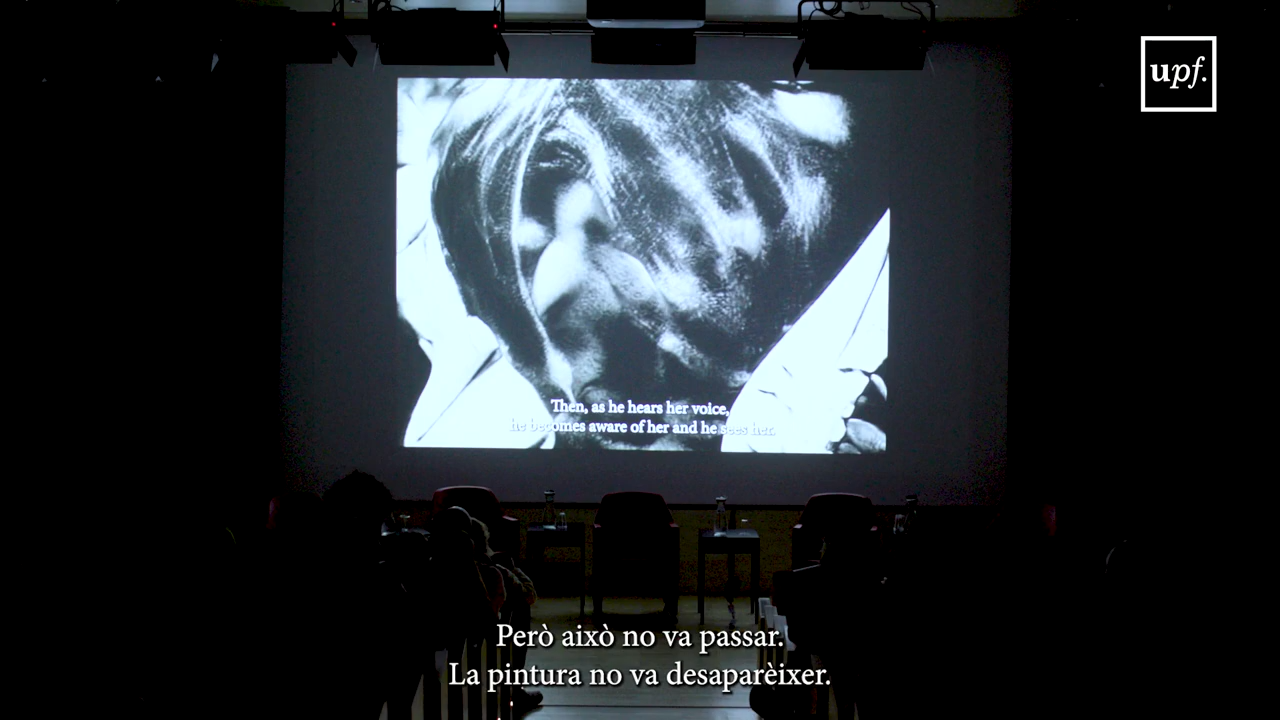 upf.
Then, as he hears her voice,
he becomes aware of her and he sees her.
Però això no va passar.
La pintura no va desaparèixer.